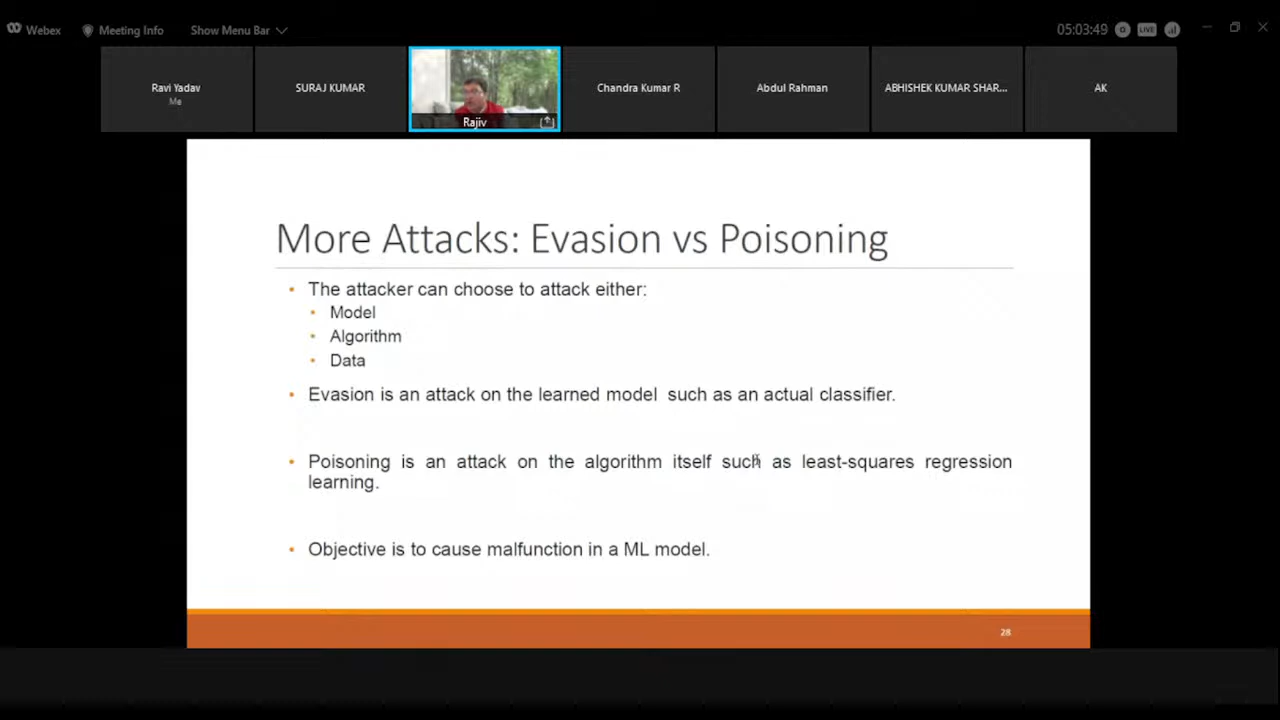 Webex
Meeting Info
Show Menu Bar
05:03:49
LIVE
Ravi Yadav
Me
SURAJ KUMAR
Rajiv
Chandra Kumar R
Abdul Rahman
ABHISHEK KUMAR SHAR...
AK
More Attacks: Evasion vs Poisoning
• The attacker can choose to attack either:
• Model
• Algorithm
• Data
• Evasion is an attack on the learned model such as an actual classifier.
• Poisoning is an attack on the algorithm itself such as least-squares regression
learning.
• Objective is to cause malfunction in a ML model.
28